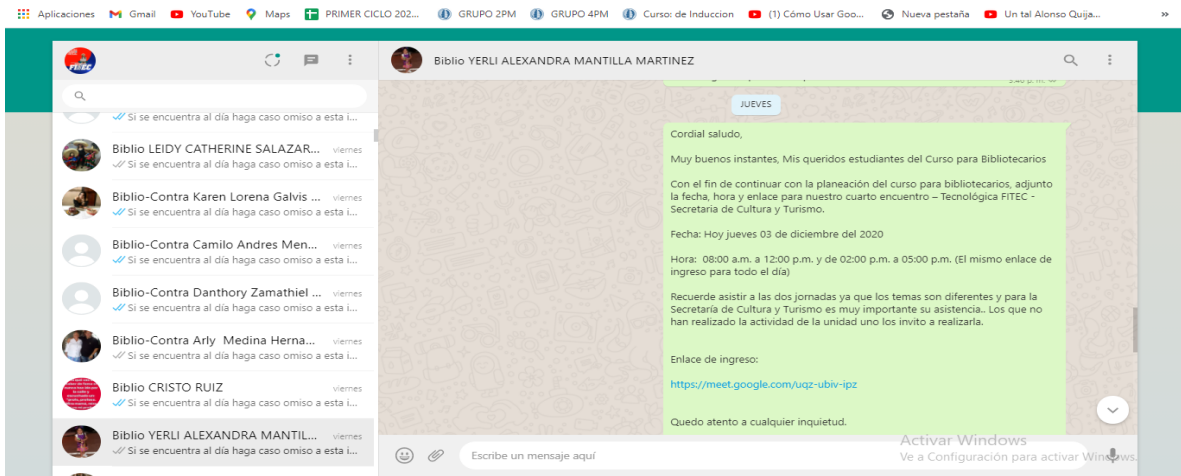 Aplicaciones Gmail YouTube Maps PRIMER CICLO 202... GRUPO 2PM GRUPO 4PM Curso: de Induccion (1) Cómo Usar Goo... Nueva pestaña Un tal Alonso Quija... »
FITEC
Si se encuentra al día haga caso omiso a esta i...
Biblio LEIDY CATHERINE SALAZAR... viernes
Si se encuentra al día haga caso omiso a esta i...
Biblio-Contra Karen Lorena Galvis ... viernes
Si se encuentra al día haga caso omiso a esta i...
Biblio-Contra Camilo Andres Men... viernes
Si se encuentra al día haga caso omiso a esta i...
Biblio-Contra Danthory Zamathiel ... viernes
Si se encuentra al día haga caso omiso a esta i...
Biblio-Contra Arly Medina Herna... viernes
Si se encuentra al día haga caso omiso a esta i...
Biblio CRISTO RUIZ viernes
Si se encuentra al día haga caso omiso a esta i...
Biblio YERLI ALEXANDRA MANTIL... viernes
Si se encuentra al día haga caso omiso a esta i...
Biblio YERLI ALEXANDRA MANTILLA MARTINEZ
JUEVES
Cordial saludo,
Muy buenos instantes, Mis queridos estudiantes del Curso para Bibliotecarios
Con el fin de continuar con la planeación del curso para bibliotecarios, adjunto
la fecha, hora y enlace para nuestro cuarto encuentro – Tecnológica FITEC -
Secretaria de Cultura y Turismo.
Fecha: Hoy jueves 03 de diciembre del 2020
Hora: 08:00 a.m. a 12:00 p.m. y de 02:00 p.m. a 05:00 p.m. (El mismo enlace de
ingreso para todo el día)
Recuerde asistir a las dos jornadas ya que los temas son diferentes y para la
Secretaría de Cultura y Turismo es muy importante su asistencia.. Los que no
han realizado la actividad de la unidad uno los invito a realizarla.
Enlace de ingreso:
https://meet.google.com/uqz-ubiv-ipz
Quedo atento a cualquier inquietud.
Escribe un mensaje aquí
Activar Windows
Ve a Configuración para activar Windows.